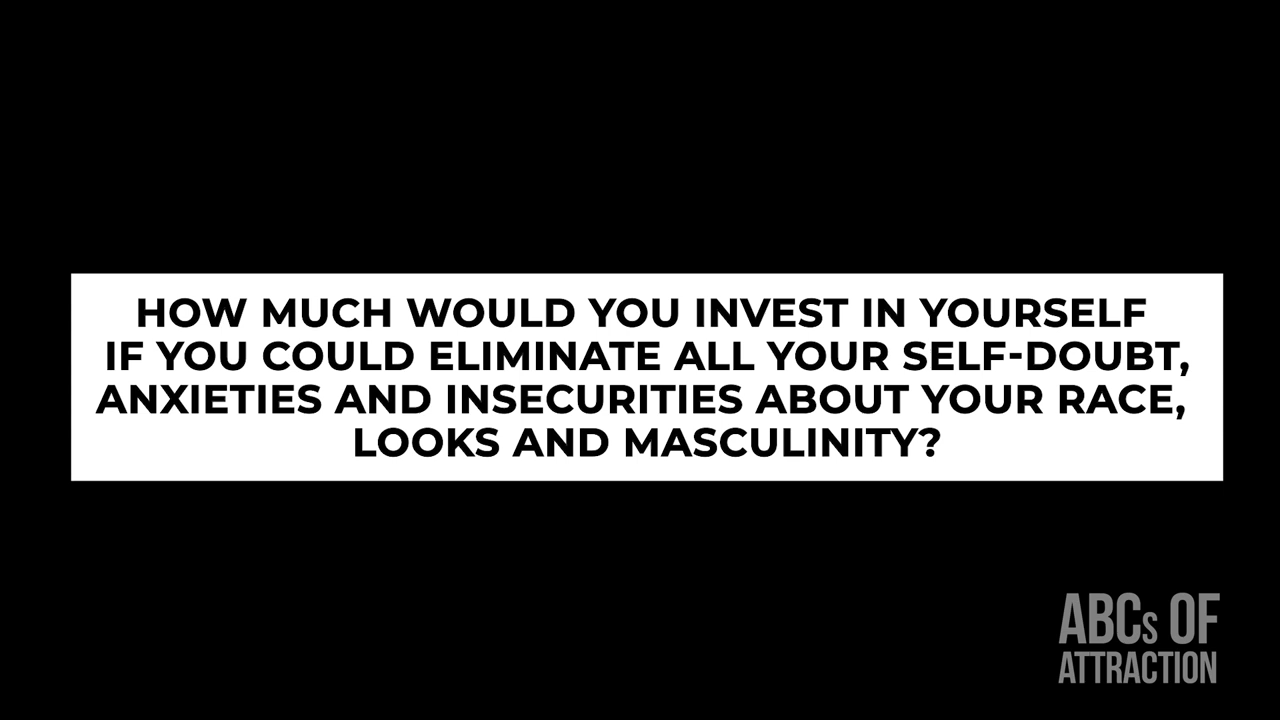 HOW MUCH WOULD YOU INVEST IN YOURSELF
IF YOU COULD ELIMINATE ALL YOUR SELF-DOUBT,
ANXIETIES AND INSECURITIES ABOUT YOUR RACE,
LOOKS AND MASCULINITY?
ABCs OF
ATTRACTION